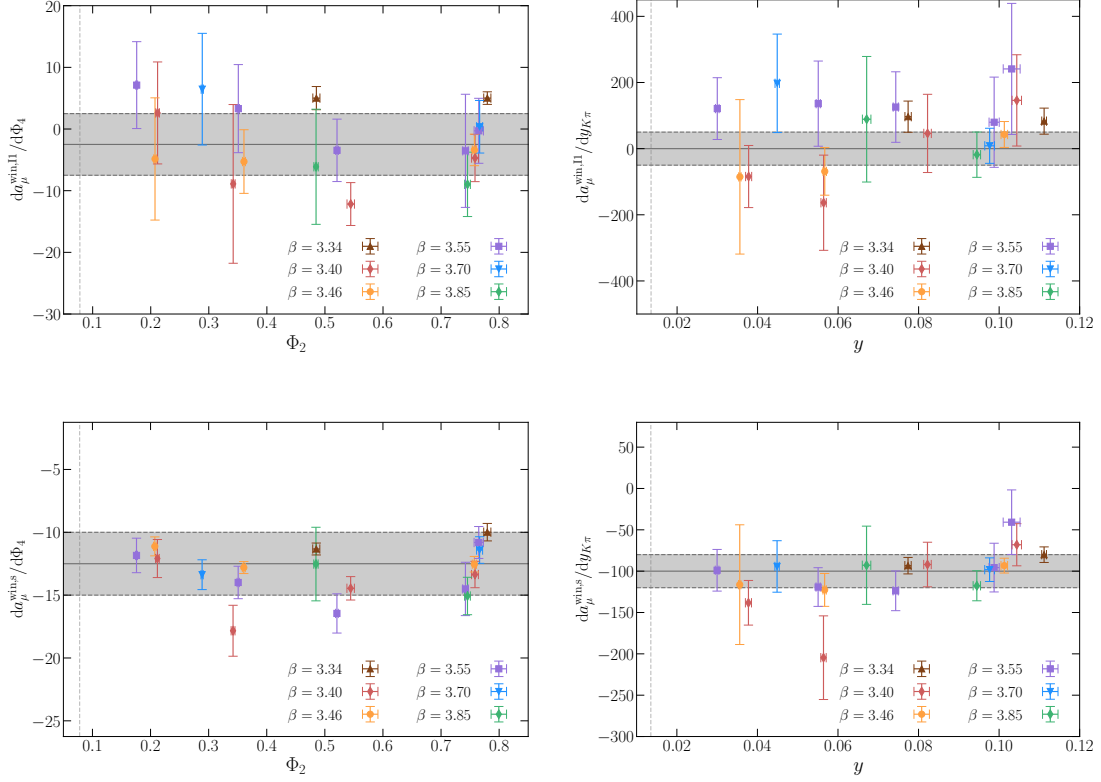 da_μ^{win,I1}/dΦ_4
20
10
0
−10
−20
−30
0.1 0.2 0.3 0.4 0.5 0.6 0.7 0.8
Φ_2
β = 3.34 β = 3.55
β = 3.40 β = 3.70
β = 3.46 β = 3.85
da_μ^{win,I1}/dy_{Kπ}
400
200
0
−200
−400
0.02 0.04 0.06 0.08 0.10 0.12
y
β = 3.34 β = 3.55
β = 3.40 β = 3.70
β = 3.46 β = 3.85
da_μ^{win,s}/dΦ_4
−5
−10
−15
−20
−25
0.1 0.2 0.3 0.4 0.5 0.6 0.7 0.8
Φ_2
β = 3.34 β = 3.55
β = 3.40 β = 3.70
β = 3.46 β = 3.85
da_μ^{win,s}/dy_{Kπ}
50
0
−50
−100
−150
−200
−250
−300
0.02 0.04 0.06 0.08 0.10 0.12
y
β = 3.34 β = 3.55
β = 3.40 β = 3.70
β = 3.46 β = 3.85